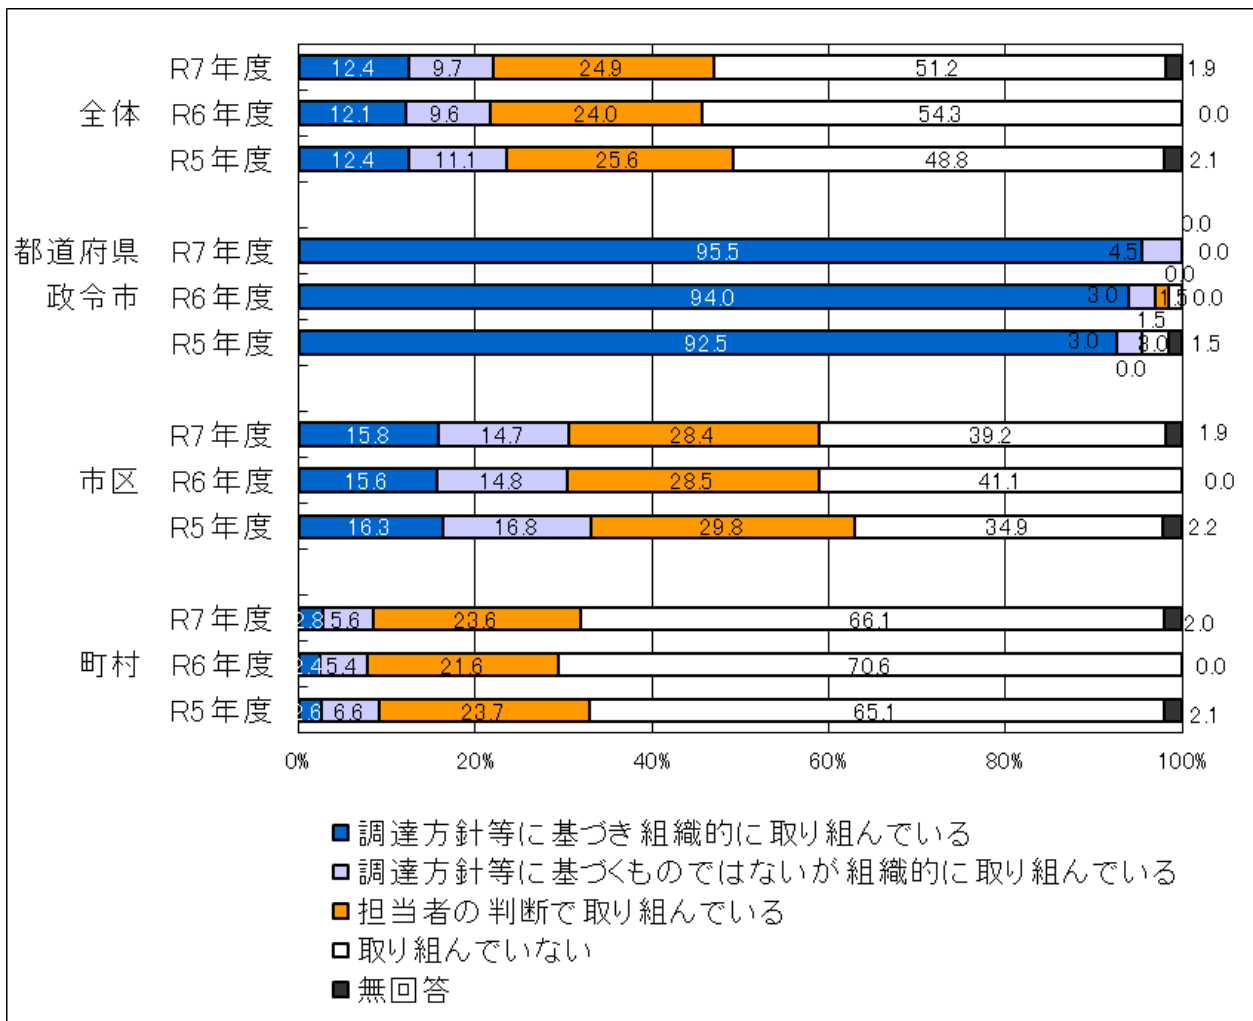 R7年度 12.4 9.7 24.9 51.2 1.9
全体 R6年度 12.1 9.6 24.0 54.3 0.0
R5年度 12.4 11.1 25.6 48.8 2.1
0.0
都道府県 R7年度 95.5 4.5 0.0
0.0
政令市 R6年度 94.0 3.0 1.5 0.0
1.5
R5年度 92.5 3.0 3.0 1.5
0.0
R7年度 15.8 14.7 28.4 39.2 1.9
市区 R6年度 15.6 14.8 28.5 41.1 0.0
R5年度 16.3 16.8 29.8 34.9 2.2
R7年度 2.8 5.6 23.6 66.1 2.0
町村 R6年度 2.4 5.4 21.6 70.6 0.0
R5年度 2.6 6.6 23.7 65.1 2.1
0% 20% 40% 60% 80% 100%
調達方針等に基づき組織的に取り組んでいる
調達方針等に基づくものではないが組織的に取り組んでいる
担当者の判断で取り組んでいる
取り組んでいない
無回答